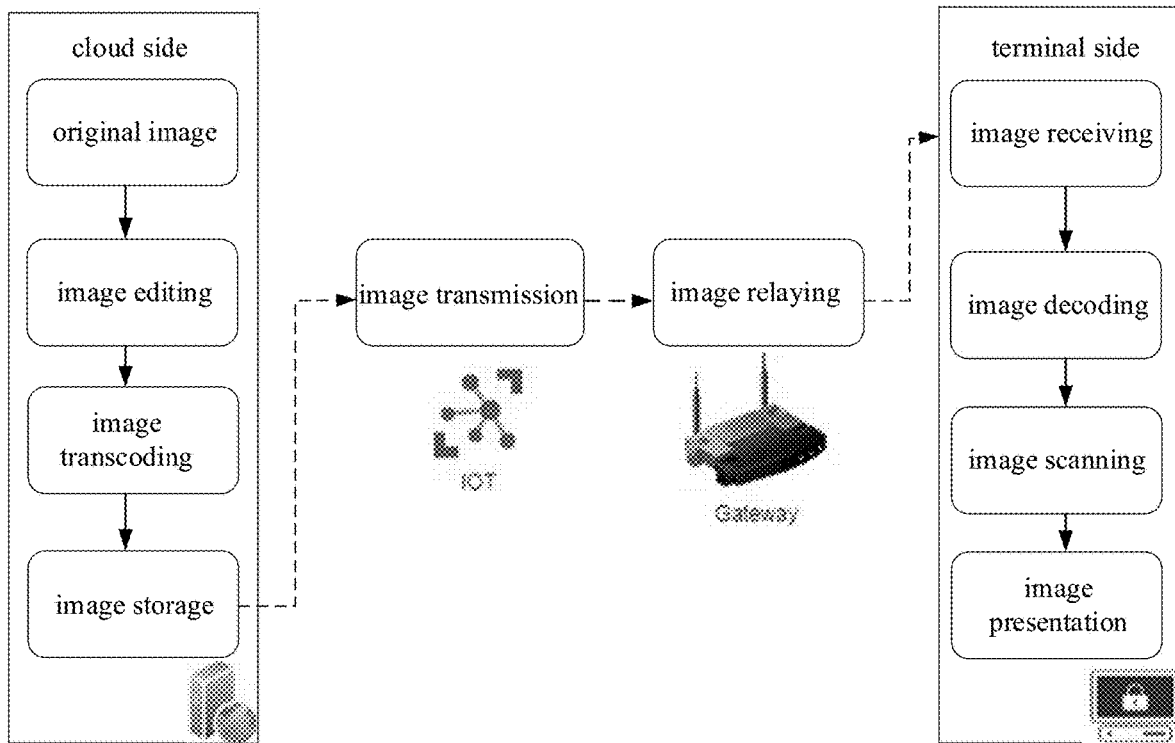 cloud side
original image
image editing
image
transcoding
image storage
image transmission
IOT
image relaying
Gateway
terminal side
image receiving
image decoding
image scanning
image
presentation